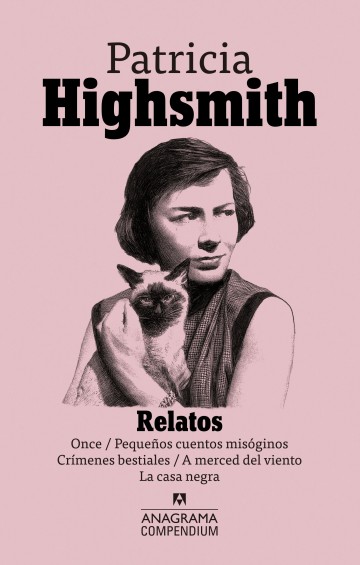 Patricia
Highsmith
Relatos
Once / Pequeños cuentos misóginos
Crímenes bestiales / A merced del viento
La casa negra
ANAGRAMA
COMPENDIUM